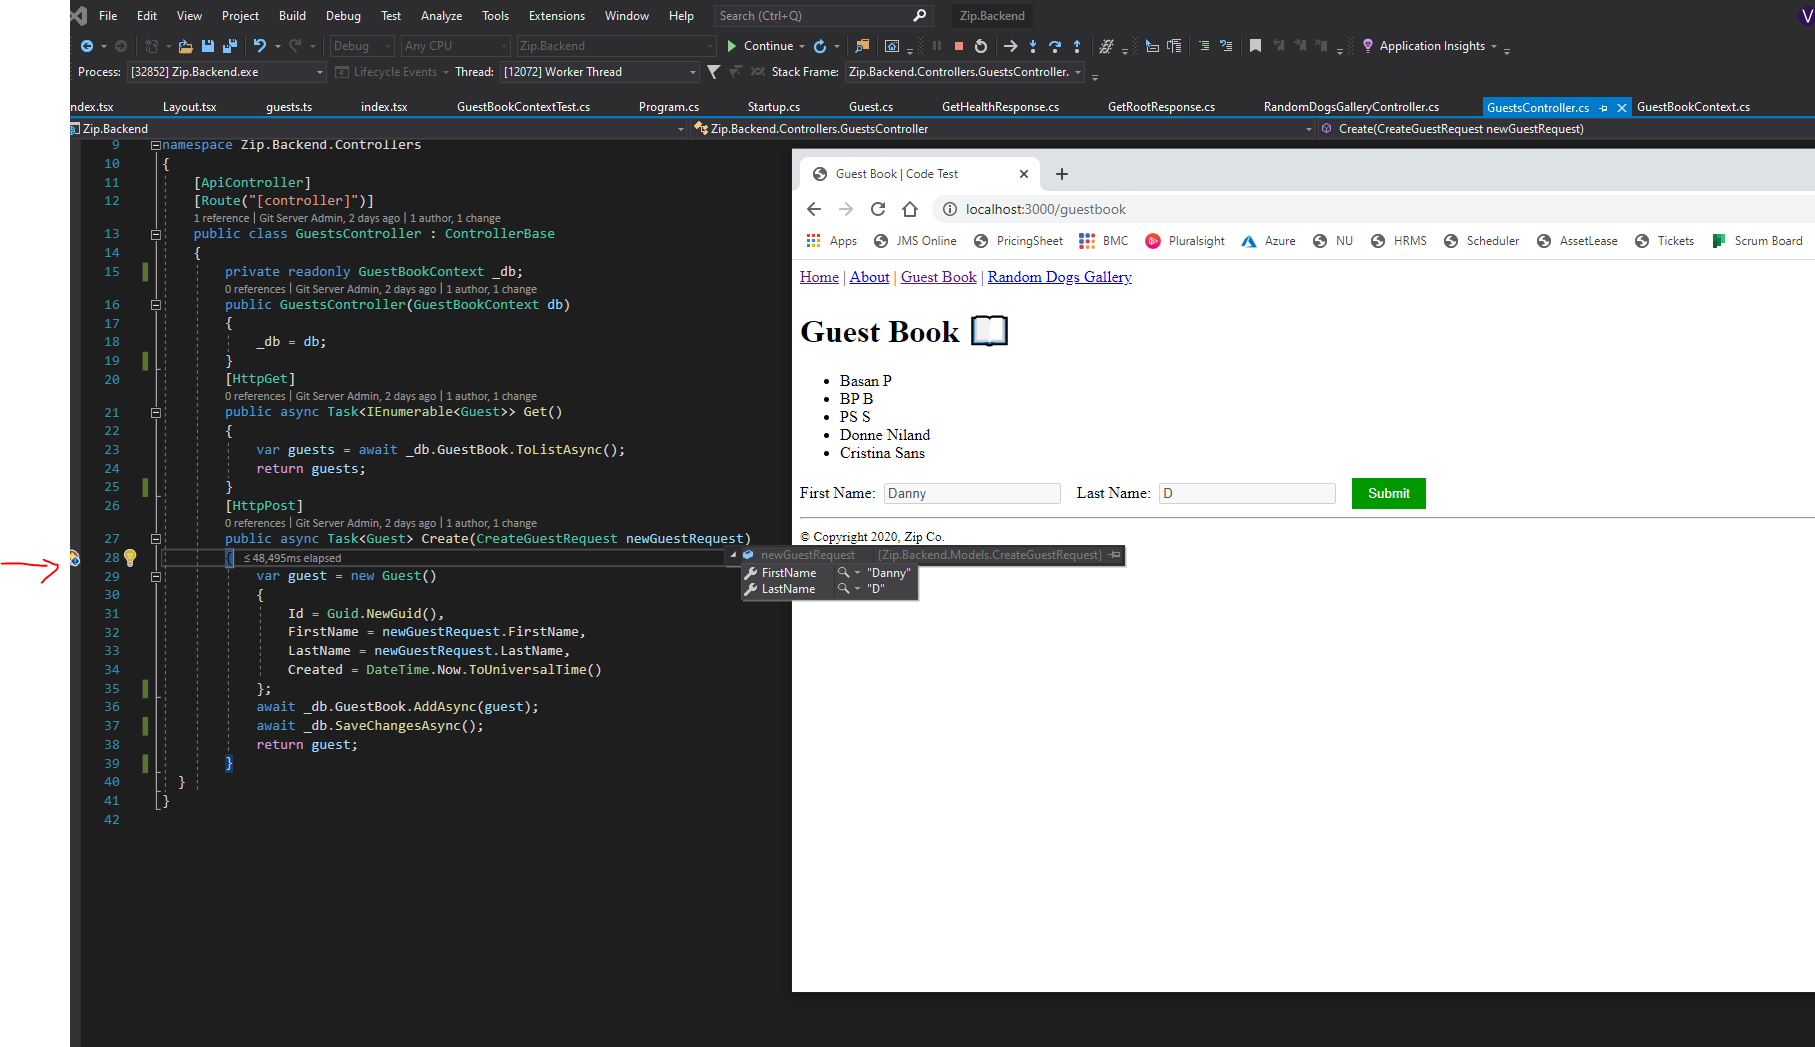 File Edit View Project Build Debug Test Analyze Tools Extensions Window Help Search (Ctrl+Q) Zip.Backend V
Debug Any CPU Zip.Backend Continue Application Insights
Process: [32852] Zip.Backend.exe Lifecycle Events Thread: [12072] Worker Thread Stack Frame: Zip.Backend.Controllers.GuestsController.
ndex.tsx Layout.tsx guests.ts index.tsx GuestBookContextTest.cs Program.cs Startup.cs Guest.cs GetHealthResponse.cs GetRootResponse.cs RandomDogsGalleryController.cs GuestsController.cs GuestBookContext.cs
Zip.Backend Zip.Backend.Controllers.GuestsController Create(CreateGuestRequest newGuestRequest)
9 namespace Zip.Backend.Controllers
10 {
11 [ApiController]
12 [Route("[controller]")]
1 reference | Git Server Admin, 2 days ago | 1 author, 1 change
13 public class GuestsController : ControllerBase
14 {
15 private readonly GuestBookContext _db;
0 references | Git Server Admin, 2 days ago | 1 author, 1 change
16 public GuestsController(GuestBookContext db)
17 {
18 _db = db;
19 }
20 [HttpGet]
0 references | Git Server Admin, 2 days ago | 1 author, 1 change
21 public async Task<IEnumerable<Guest>> Get()
22 {
23 var guests = await _db.GuestBook.ToListAsync();
24 return guests;
25 }
26 [HttpPost]
0 references | Git Server Admin, 2 days ago | 1 author, 1 change
27 public async Task<Guest> Create(CreateGuestRequest newGuestRequest)
28 { ≤ 48,495ms elapsed
29 var guest = new Guest()
30 {
31 Id = Guid.NewGuid(),
32 FirstName = newGuestRequest.FirstName,
33 LastName = newGuestRequest.LastName,
34 Created = DateTime.Now.ToUniversalTime()
35 };
36 await _db.GuestBook.AddAsync(guest);
37 await _db.SaveChangesAsync();
38 return guest;
39 }
40 }
41 }
42
newGuestRequest {Zip.Backend.Models.CreateGuestRequest}
FirstName "Danny"
LastName "D"
Guest Book | Code Test
localhost:3000/guestbook
Apps JMS Online PricingSheet BMC Pluralsight Azure NU HRMS Scheduler AssetLease Tickets Scrum Board
Home | About | Guest Book | Random Dogs Gallery
Guest Book
Basan P
BP B
PS S
Donne Niland
Cristina Sans
First Name: Danny Last Name: D Submit
© Copyright 2020, Zip Co.